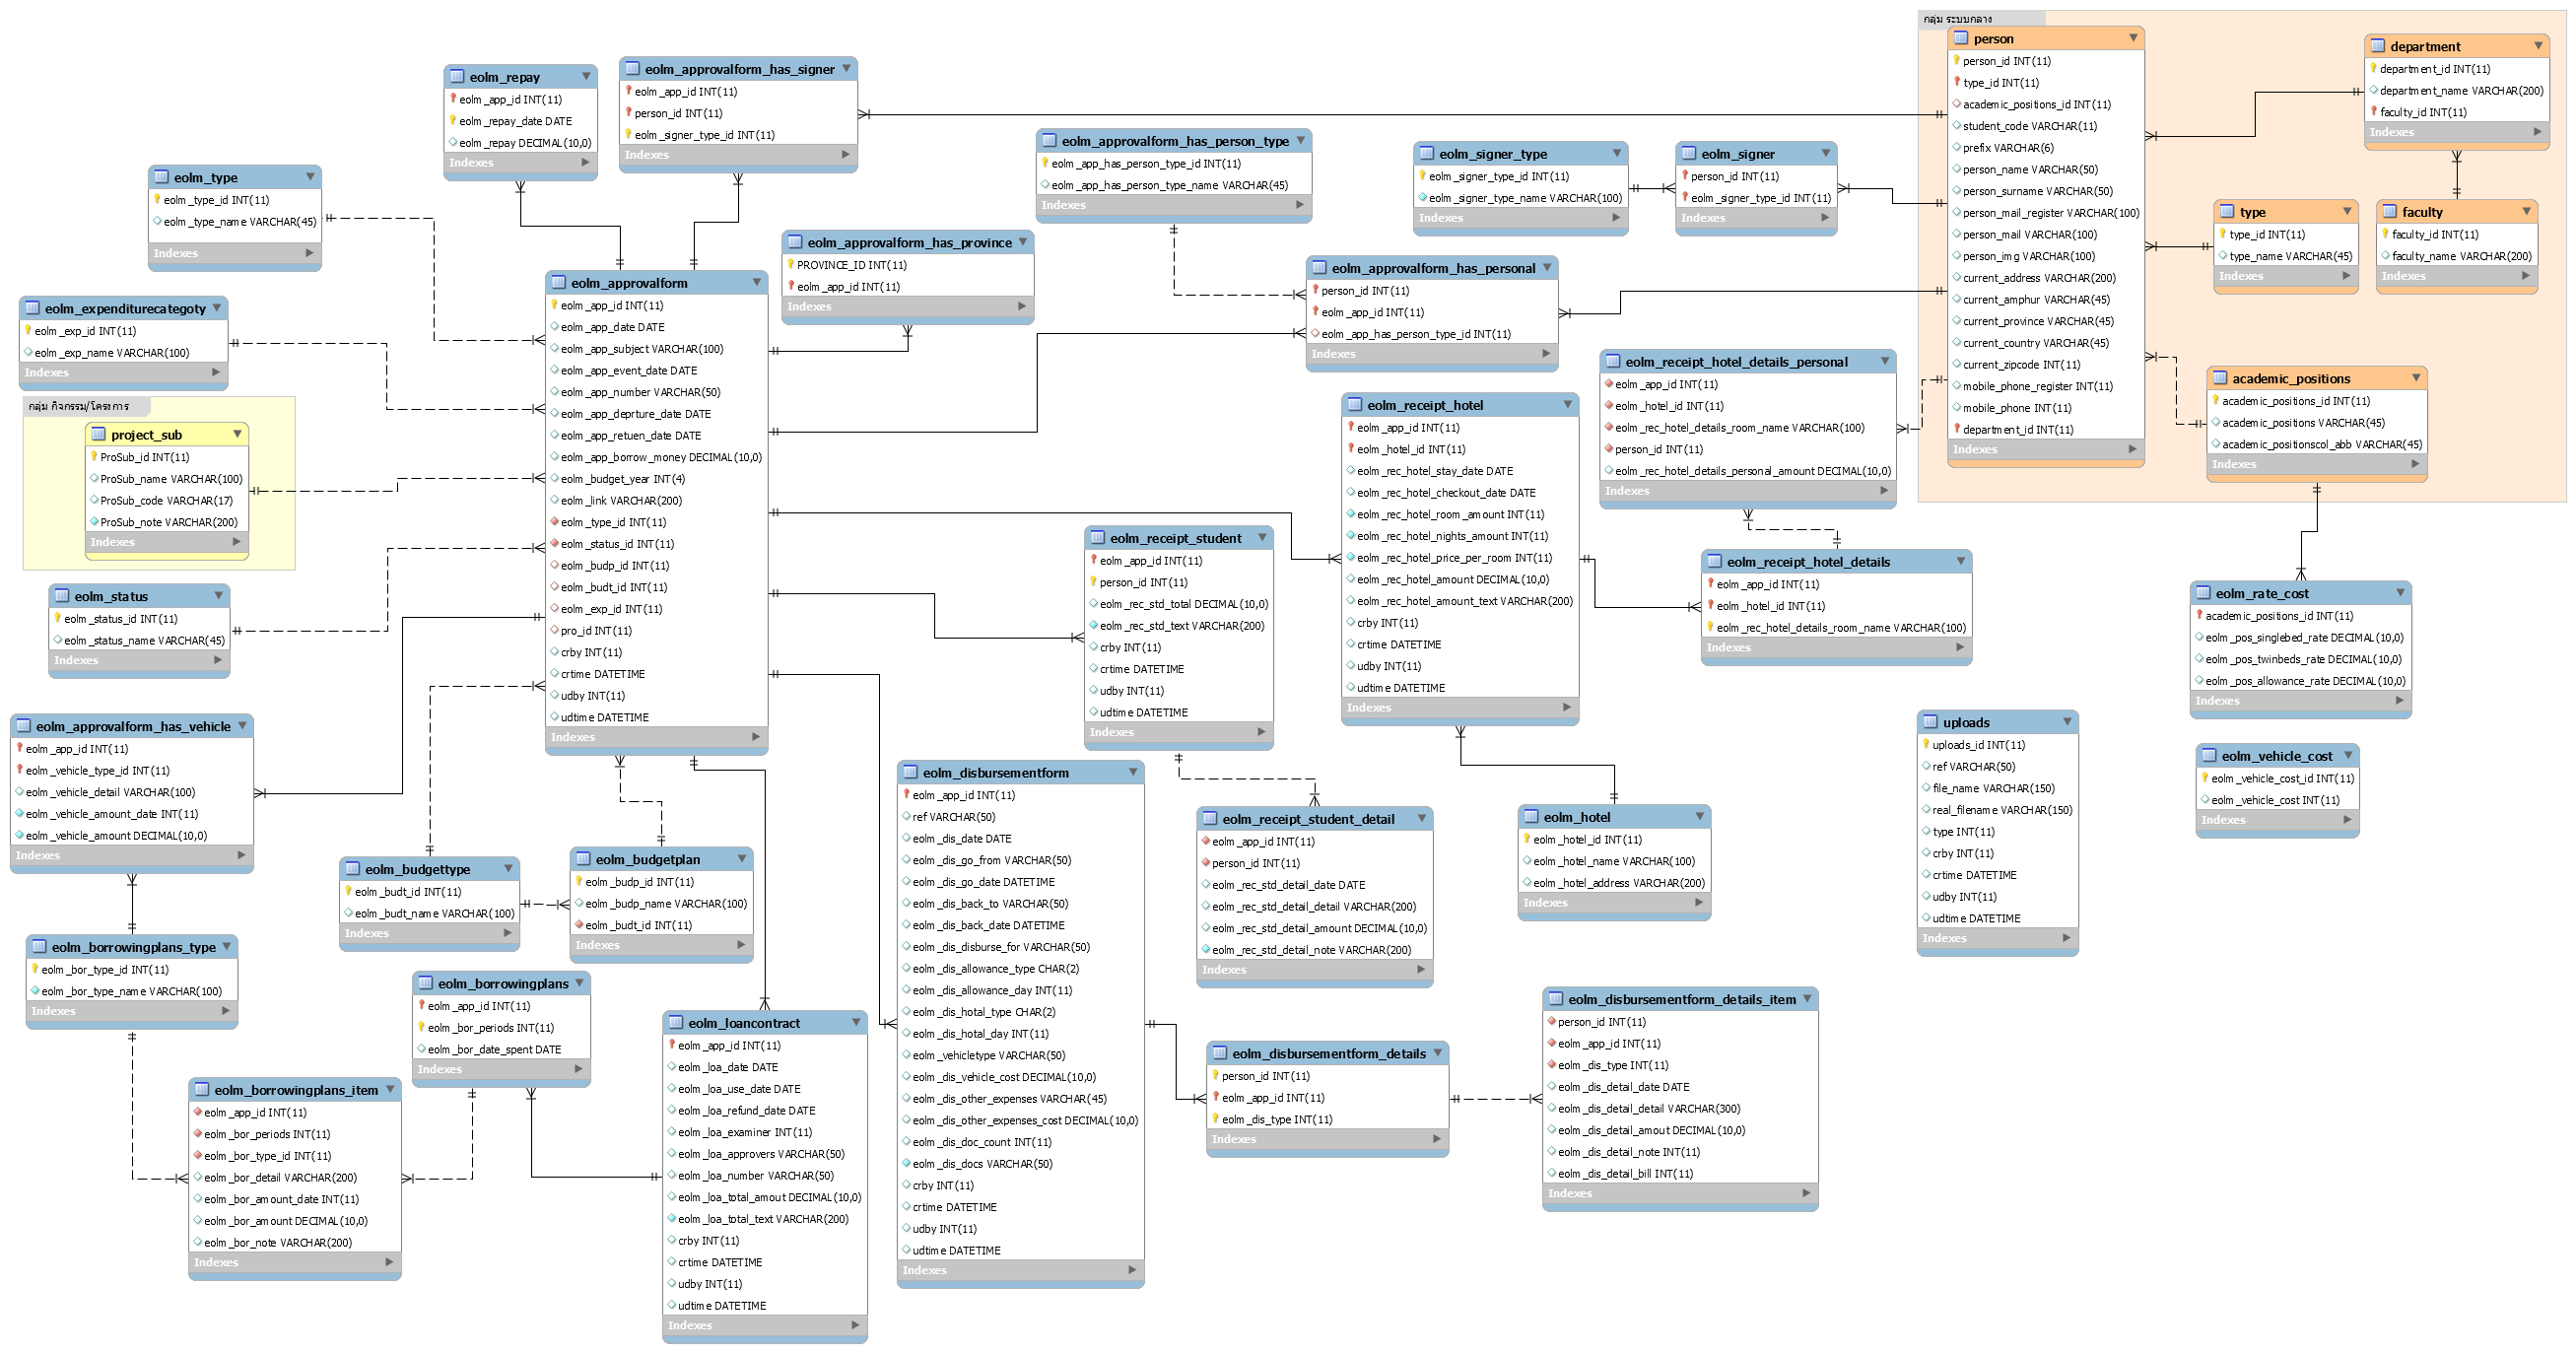 กลุ่ม ระบบกลาง
person
person_id INT(11)
type_id INT(11)
academic_positions_id INT(11)
student_code VARCHAR(11)
prefix VARCHAR(6)
person_name VARCHAR(50)
person_surname VARCHAR(50)
person_mail_register VARCHAR(100)
person_mail VARCHAR(100)
person_img VARCHAR(100)
current_address VARCHAR(200)
current_amphur VARCHAR(45)
current_province VARCHAR(45)
current_country VARCHAR(45)
current_zipcode INT(11)
mobile_phone_register INT(11)
mobile_phone INT(11)
department_id INT(11)
Indexes
department
department_id INT(11)
department_name VARCHAR(200)
faculty_id INT(11)
Indexes
type
type_id INT(11)
type_name VARCHAR(45)
Indexes
faculty
faculty_id INT(11)
faculty_name VARCHAR(200)
Indexes
academic_positions
academic_positions_id INT(11)
academic_positions VARCHAR(45)
academic_positionscol_abb VARCHAR(45)
Indexes
eolm_repay
eolm_app_id INT(11)
eolm_repay_date DATE
eolm_repay DECIMAL(10,0)
Indexes
eolm_approvalform_has_signer
eolm_app_id INT(11)
person_id INT(11)
eolm_signer_type_id INT(11)
Indexes
eolm_approvalform_has_person_type
eolm_app_has_person_type_id INT(11)
eolm_app_has_person_type_name VARCHAR(45)
Indexes
eolm_signer_type
eolm_signer_type_id INT(11)
eolm_signer_type_name VARCHAR(100)
Indexes
eolm_signer
person_id INT(11)
eolm_signer_type_id INT(11)
Indexes
eolm_type
eolm_type_id INT(11)
eolm_type_name VARCHAR(45)
Indexes
eolm_approvalform_has_province
PROVINCE_ID INT(11)
eolm_app_id INT(11)
Indexes
eolm_approvalform_has_personal
person_id INT(11)
eolm_app_id INT(11)
eolm_app_has_person_type_id INT(11)
Indexes
eolm_expenditurecategoty
eolm_exp_id INT(11)
eolm_exp_name VARCHAR(100)
Indexes
eolm_approvalform
eolm_app_id INT(11)
eolm_app_date DATE
eolm_app_subject VARCHAR(100)
eolm_app_event_date DATE
eolm_app_number VARCHAR(50)
eolm_app_deprture_date DATE
eolm_app_retuen_date DATE
eolm_app_borrow_money DECIMAL(10,0)
eolm_budget_year INT(4)
eolm_link VARCHAR(200)
eolm_type_id INT(11)
eolm_status_id INT(11)
eolm_budp_id INT(11)
eolm_budt_id INT(11)
eolm_exp_id INT(11)
pro_id INT(11)
crby INT(11)
crtime DATETIME
udby INT(11)
udtime DATETIME
Indexes
กลุ่ม กิจกรรม/โครงการ
project_sub
ProSub_id INT(11)
ProSub_name VARCHAR(100)
ProSub_code VARCHAR(17)
ProSub_note VARCHAR(200)
Indexes
eolm_status
eolm_status_id INT(11)
eolm_status_name VARCHAR(45)
Indexes
eolm_receipt_hotel_details_personal
eolm_app_id INT(11)
eolm_hotel_id INT(11)
eolm_rec_hotel_details_room_name VARCHAR(100)
person_id INT(11)
eolm_rec_hotel_details_personal_amount DECIMAL(10,0)
Indexes
eolm_receipt_hotel
eolm_app_id INT(11)
eolm_hotel_id INT(11)
eolm_rec_hotel_stay_date DATE
eolm_rec_hotel_checkout_date DATE
eolm_rec_hotel_room_amount INT(11)
eolm_rec_hotel_nights_amount INT(11)
eolm_rec_hotel_price_per_room INT(11)
eolm_rec_hotel_amount DECIMAL(10,0)
eolm_rec_hotel_amount_text VARCHAR(200)
crby INT(11)
crtime DATETIME
udby INT(11)
udtime DATETIME
Indexes
eolm_receipt_student
eolm_app_id INT(11)
person_id INT(11)
eolm_rec_std_total DECIMAL(10,0)
eolm_rec_std_text VARCHAR(200)
crby INT(11)
crtime DATETIME
udby INT(11)
udtime DATETIME
Indexes
eolm_receipt_hotel_details
eolm_app_id INT(11)
eolm_hotel_id INT(11)
eolm_rec_hotel_details_room_name VARCHAR(100)
Indexes
eolm_rate_cost
academic_positions_id INT(11)
eolm_pos_singlebed_rate DECIMAL(10,0)
eolm_pos_twinbeds_rate DECIMAL(10,0)
eolm_pos_allowance_rate DECIMAL(10,0)
Indexes
eolm_approvalform_has_vehicle
eolm_app_id INT(11)
eolm_vehicle_type_id INT(11)
eolm_vehicle_detail VARCHAR(100)
eolm_vehicle_amount_date INT(11)
eolm_vehicle_amount DECIMAL(10,0)
Indexes
uploads
uploads_id INT(11)
ref VARCHAR(50)
file_name VARCHAR(150)
real_filename VARCHAR(150)
type INT(11)
crby INT(11)
crtime DATETIME
udby INT(11)
udtime DATETIME
Indexes
eolm_vehicle_cost
eolm_vehicle_cost_id INT(11)
eolm_vehicle_cost INT(11)
Indexes
eolm_disbursementform
eolm_app_id INT(11)
ref VARCHAR(50)
eolm_dis_date DATE
eolm_dis_go_from VARCHAR(50)
eolm_dis_go_date DATETIME
eolm_dis_back_to VARCHAR(50)
eolm_dis_back_date DATETIME
eolm_dis_disburse_for VARCHAR(50)
eolm_dis_allowance_type CHAR(2)
eolm_dis_allowance_day INT(11)
eolm_dis_hotal_type CHAR(2)
eolm_dis_hotal_day INT(11)
eolm_vehicletype VARCHAR(50)
eolm_dis_vehicle_cost DECIMAL(10,0)
eolm_dis_other_expenses VARCHAR(45)
eolm_dis_other_expenses_cost DECIMAL(10,0)
eolm_dis_doc_count INT(11)
eolm_dis_docs VARCHAR(50)
crby INT(11)
crtime DATETIME
udby INT(11)
udtime DATETIME
Indexes
eolm_receipt_student_detail
eolm_app_id INT(11)
person_id INT(11)
eolm_rec_std_detail_date DATE
eolm_rec_std_detail_detail VARCHAR(200)
eolm_rec_std_detail_amount DECIMAL(10,0)
eolm_rec_std_detail_note VARCHAR(200)
Indexes
eolm_hotel
eolm_hotel_id INT(11)
eolm_hotel_name VARCHAR(100)
eolm_hotel_address VARCHAR(200)
Indexes
eolm_budgettype
eolm_budt_id INT(11)
eolm_budt_name VARCHAR(100)
Indexes
eolm_budgetplan
eolm_budp_id INT(11)
eolm_budp_name VARCHAR(100)
eolm_budt_id INT(11)
Indexes
eolm_borrowingplans_type
eolm_bor_type_id INT(11)
eolm_bor_type_name VARCHAR(100)
Indexes
eolm_borrowingplans
eolm_app_id INT(11)
eolm_bor_periods INT(11)
eolm_bor_date_spent DATE
Indexes
eolm_loancontract
eolm_app_id INT(11)
eolm_loa_date DATE
eolm_loa_use_date DATE
eolm_loa_refund_date DATE
eolm_loa_examiner INT(11)
eolm_loa_approvers VARCHAR(50)
eolm_loa_number VARCHAR(50)
eolm_loa_total_amout DECIMAL(10,0)
eolm_loa_total_text VARCHAR(200)
crby INT(11)
crtime DATETIME
udby INT(11)
udtime DATETIME
Indexes
eolm_borrowingplans_item
eolm_app_id INT(11)
eolm_bor_periods INT(11)
eolm_bor_type_id INT(11)
eolm_bor_detail VARCHAR(200)
eolm_bor_amount_date INT(11)
eolm_bor_amount DECIMAL(10,0)
eolm_bor_note VARCHAR(200)
Indexes
eolm_disbursementform_details
person_id INT(11)
eolm_app_id INT(11)
eolm_dis_type INT(11)
Indexes
eolm_disbursementform_details_item
person_id INT(11)
eolm_app_id INT(11)
eolm_dis_type INT(11)
eolm_dis_detail_date DATE
eolm_dis_detail_detail VARCHAR(300)
eolm_dis_detail_amout DECIMAL(10,0)
eolm_dis_detail_note INT(11)
eolm_dis_detail_bill INT(11)
Indexes